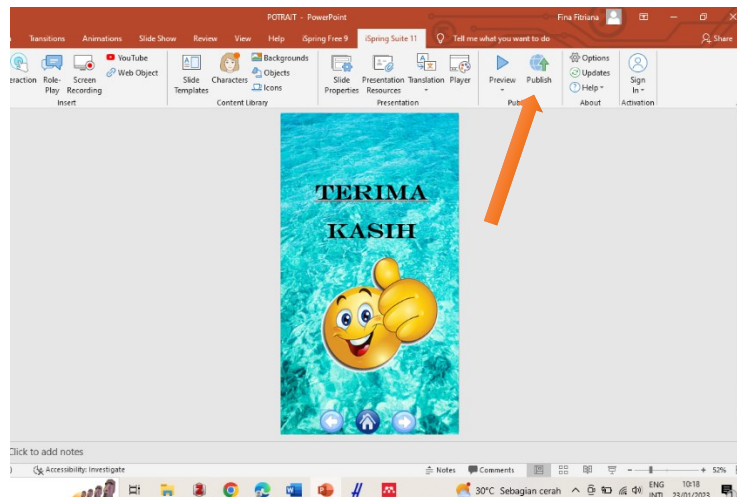 POTRAIT - PowerPoint
Fina Fitriana
Transitions Animations Slide Show Review View Help iSpring Free 9 iSpring Suite 11 Tell me what you want to do Share
YouTube
Web Object
Role-Play
Screen Recording
Insert
Slide Templates
Characters
Backgrounds
Objects
Icons
Content Library
Slide Properties
Presentation Resources
Translation
Player
Presentation
Preview
Publish
Options
Updates
Help
About
Sign In
Activation
TERIMA
KASIH
Click to add notes
Accessibility: Investigate
Notes Comments 52%
30°C Sebagian cerah
ENG
INTL
10:18
23/01/2023